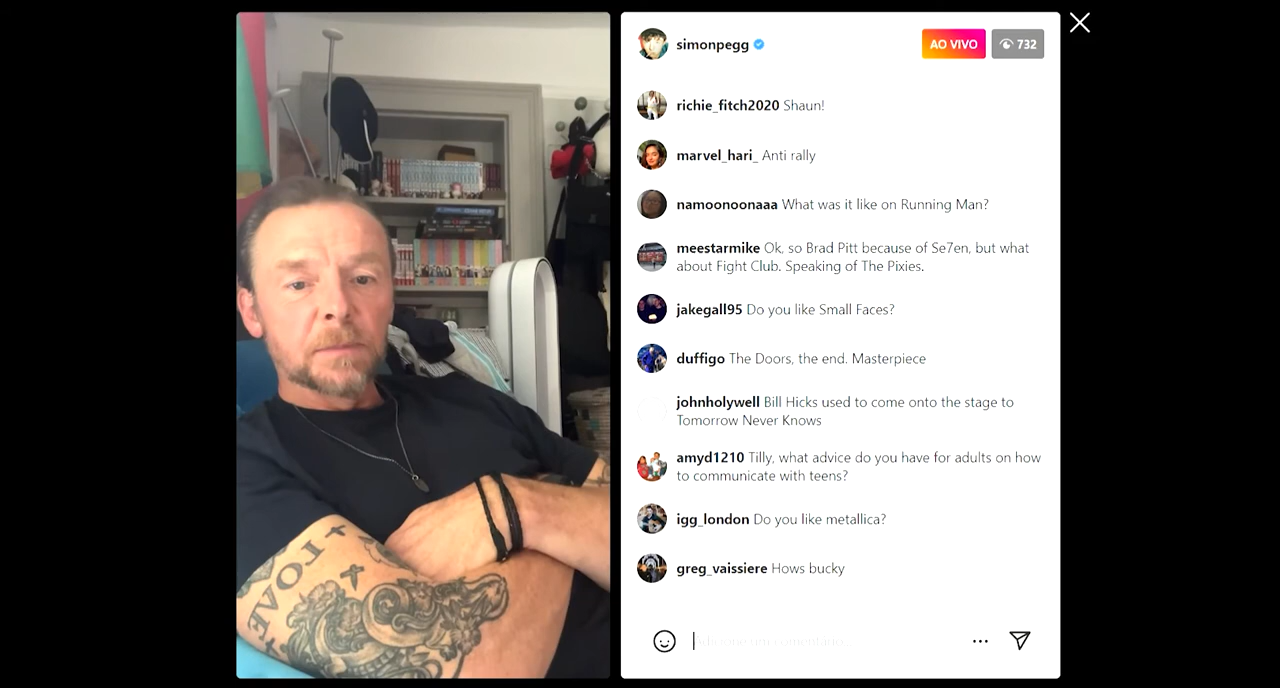 simonpegg
AO VIVO
732
richie_fitch2020 Shaun!
marvel_hari_ Anti rally
namoonoonaaa What was it like on Running Man?
meestarmike Ok, so Brad Pitt because of Se7en, but what
about Fight Club. Speaking of The Pixies.
jakegall95 Do you like Small Faces?
duffigo The Doors, the end. Masterpiece
johnholywell Bill Hicks used to come onto the stage to
Tomorrow Never Knows
amyd1210 Tilly, what advice do you have for adults on how
to communicate with teens?
igg_london Do you like metallica?
greg_vaissiere Hows bucky